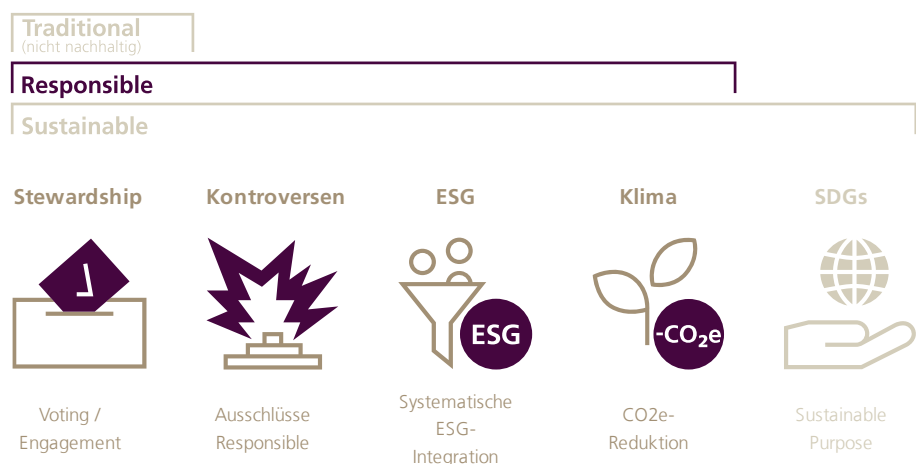 Traditional
(nicht nachhaltig)
Responsible
Sustainable
Stewardship
Kontroversen
ESG
Klima
SDGs
ESG
-CO₂e
Voting /
Engagement
Ausschlüsse
Responsible
Systematische
ESG-
Integration
CO2e-
Reduktion
Sustainable
Purpose